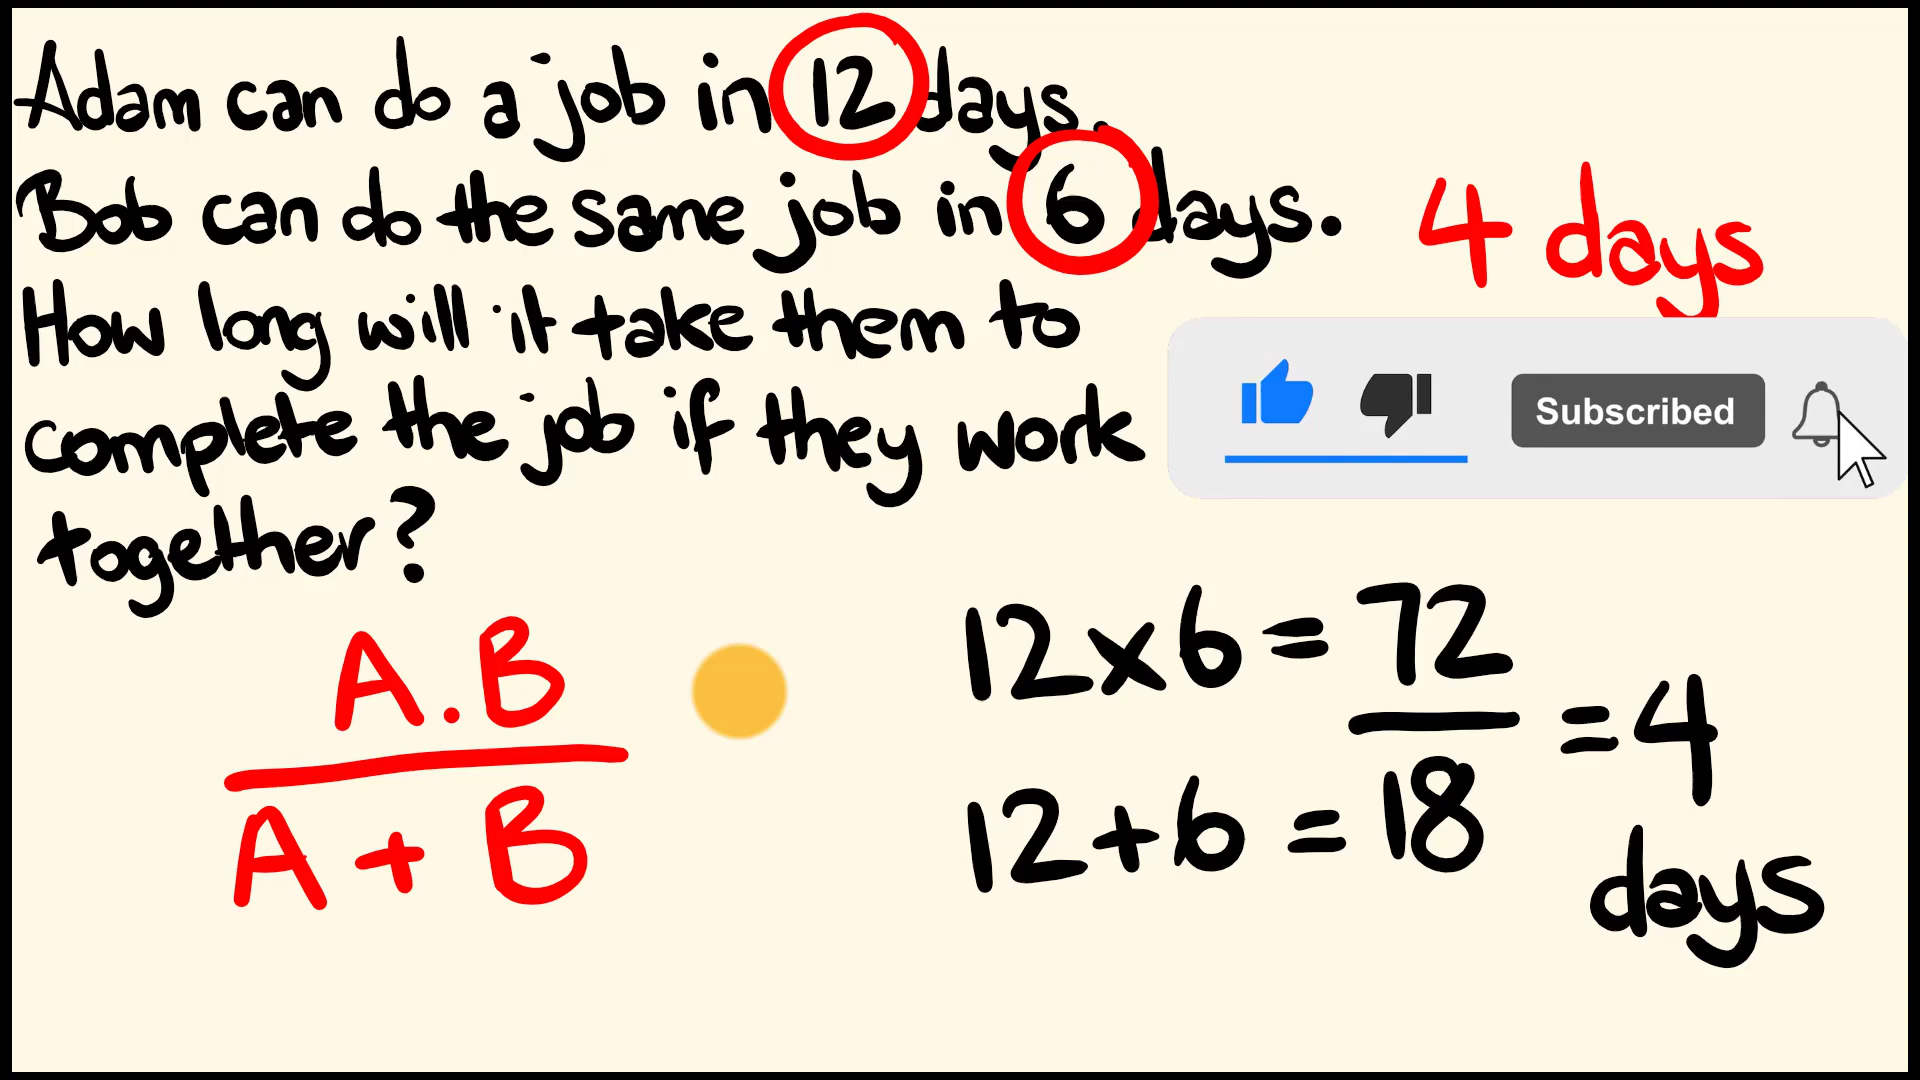 Adam can do a job in 12 days.
Bob can do the same job in 6 days.
How long will it take them to
complete the job if they work
together?
4 days
Subscribed
A.B
A + B
12x6 = 72
12+6 = 18
= 4
days